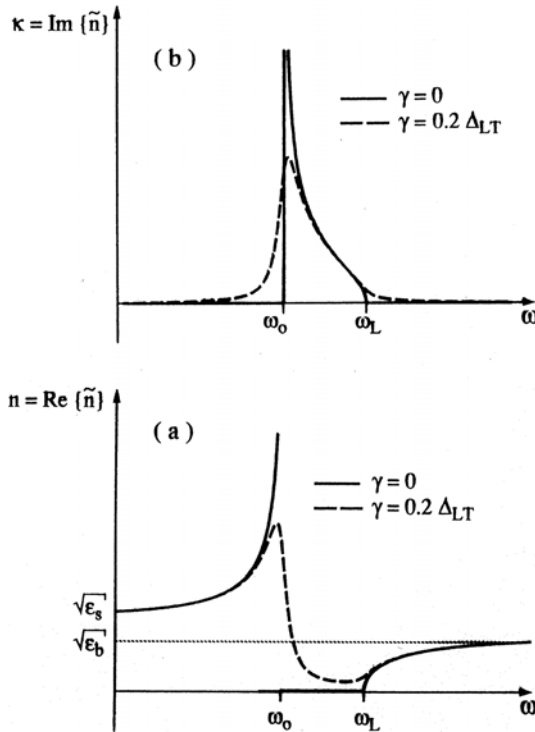 κ = Im {ñ}
( b )
γ = 0
γ = 0.2 Δ_LT
ω_o
ω_L
ω
n = Re {ñ}
( a )
γ = 0
γ = 0.2 Δ_LT
√ε_s
√ε_b
ω_o
ω_L
ω